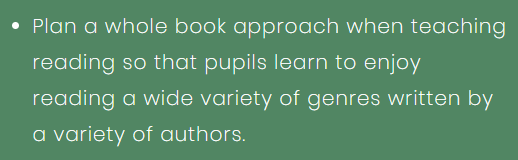 • Plan a whole book approach when teaching
reading so that pupils learn to enjoy
reading a wide variety of genres written by
a variety of authors.